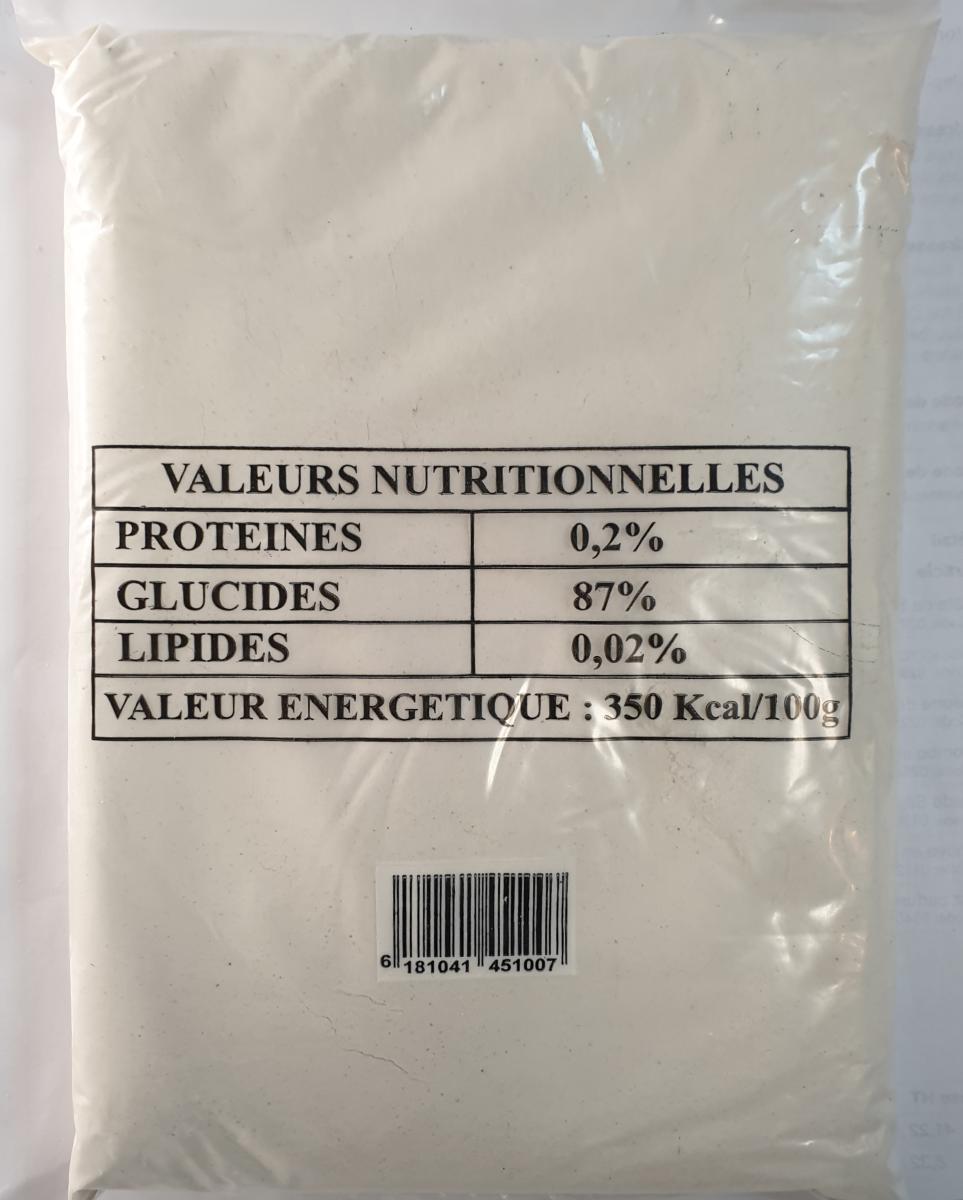 VALEURS NUTRITIONNELLES
PROTEINES 0,2%
GLUCIDES 87%
LIPIDES 0,02%
VALEUR ENERGETIQUE : 350 Kcal/100g
6 181041 451007